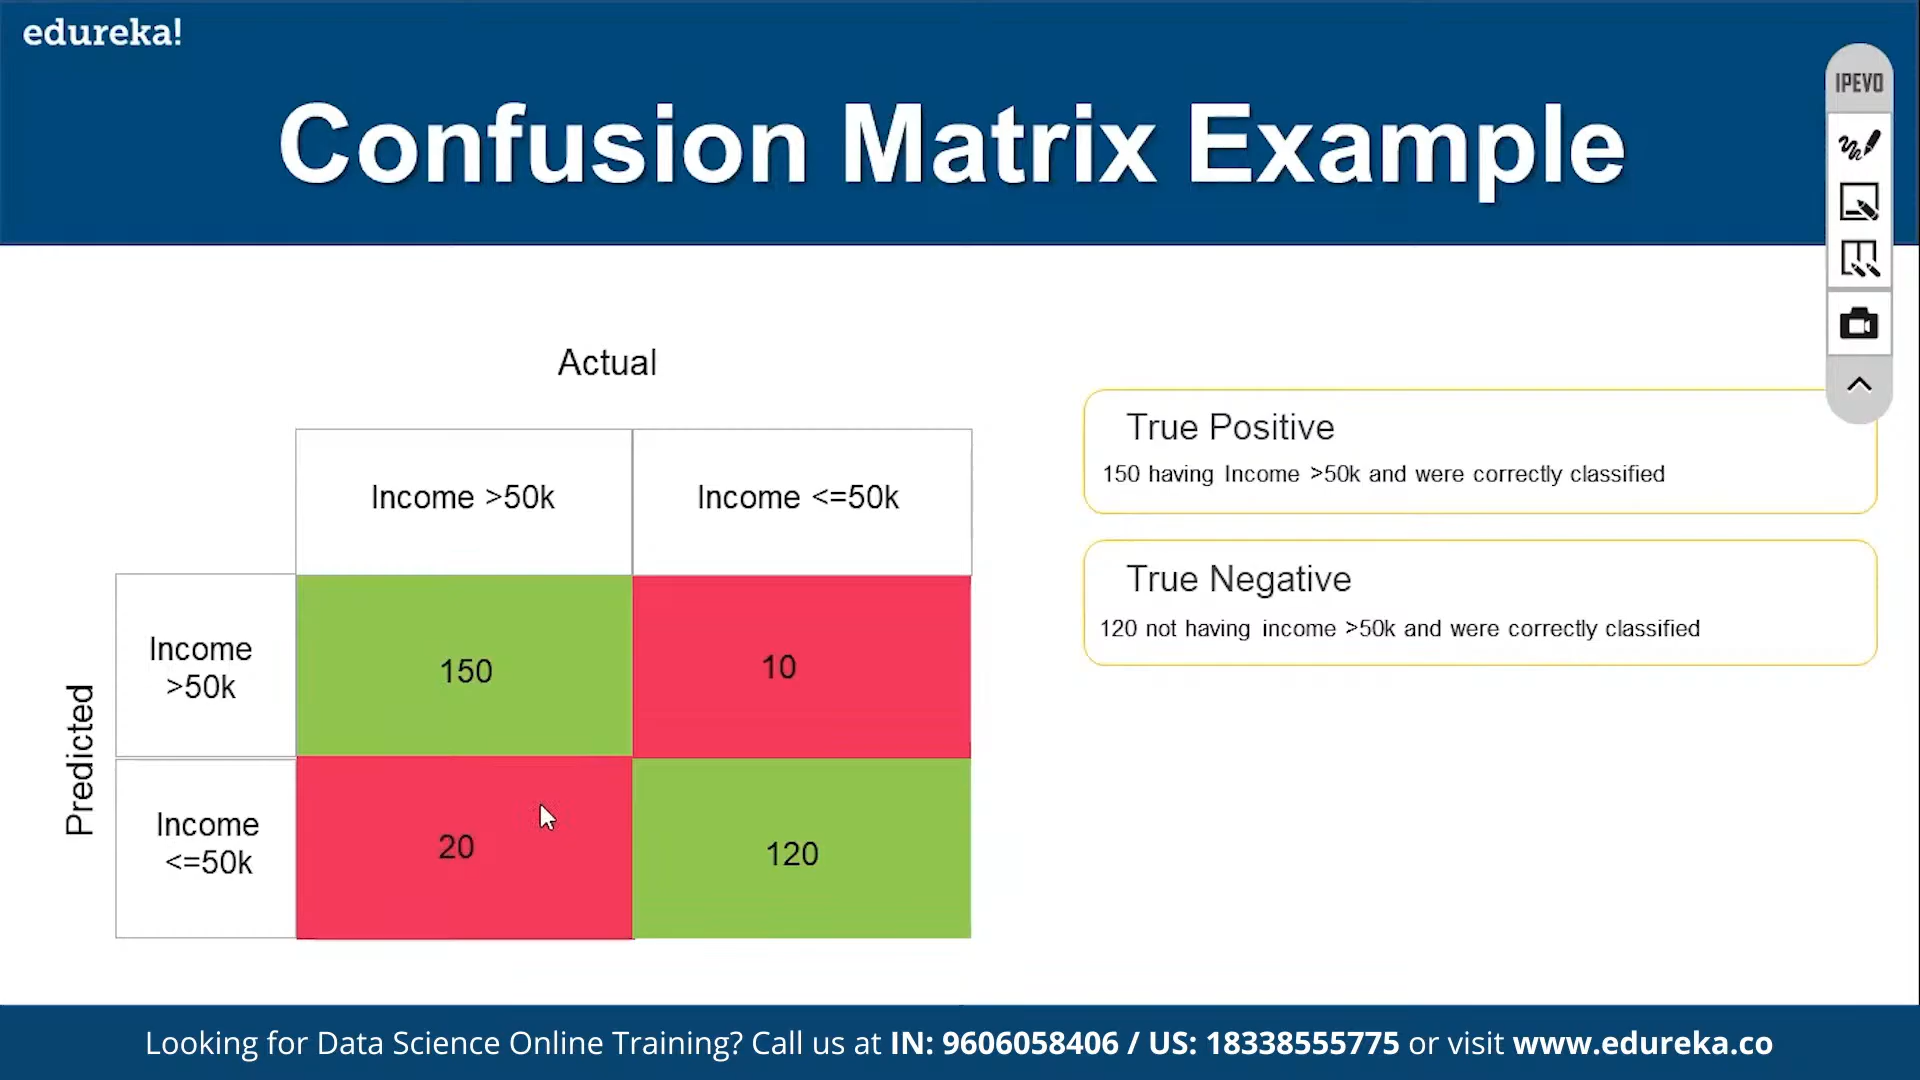 edureka!
IPEVO
Confusion Matrix Example
Actual
Income >50k
Income <=50k
Predicted
Income
>50k
150
10
Income
<=50k
20
120
True Positive
150 having Income >50k and were correctly classified
True Negative
120 not having income >50k and were correctly classified
Looking for Data Science Online Training? Call us at IN: 9606058406 / US: 18338555775 or visit www.edureka.co